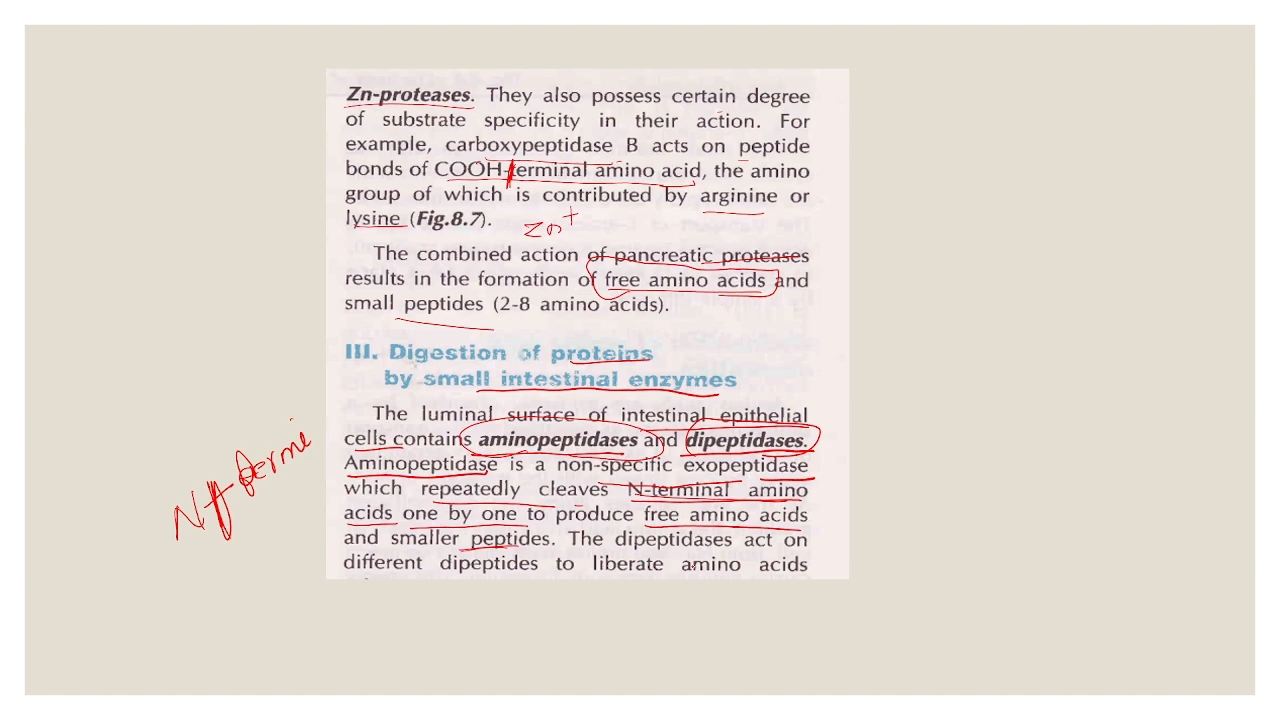 Zn-proteases. They also possess certain degree
of substrate specificity in their action. For
example, carboxypeptidase B acts on peptide
bonds of COOH-terminal amino acid, the amino
group of which is contributed by arginine or
lysine (Fig.8.7).
Zn+
The combined action of pancreatic proteases
results in the formation of free amino acids and
small peptides (2-8 amino acids).
III. Digestion of proteins
by small intestinal enzymes
The luminal surface of intestinal epithelial
cells contains aminopeptidases and dipeptidases.
Aminopeptidase is a non-specific exopeptidase
which repeatedly cleaves N-terminal amino
acids one by one to produce free amino acids
and smaller peptides. The dipeptidases act on
different dipeptides to liberate amino acids